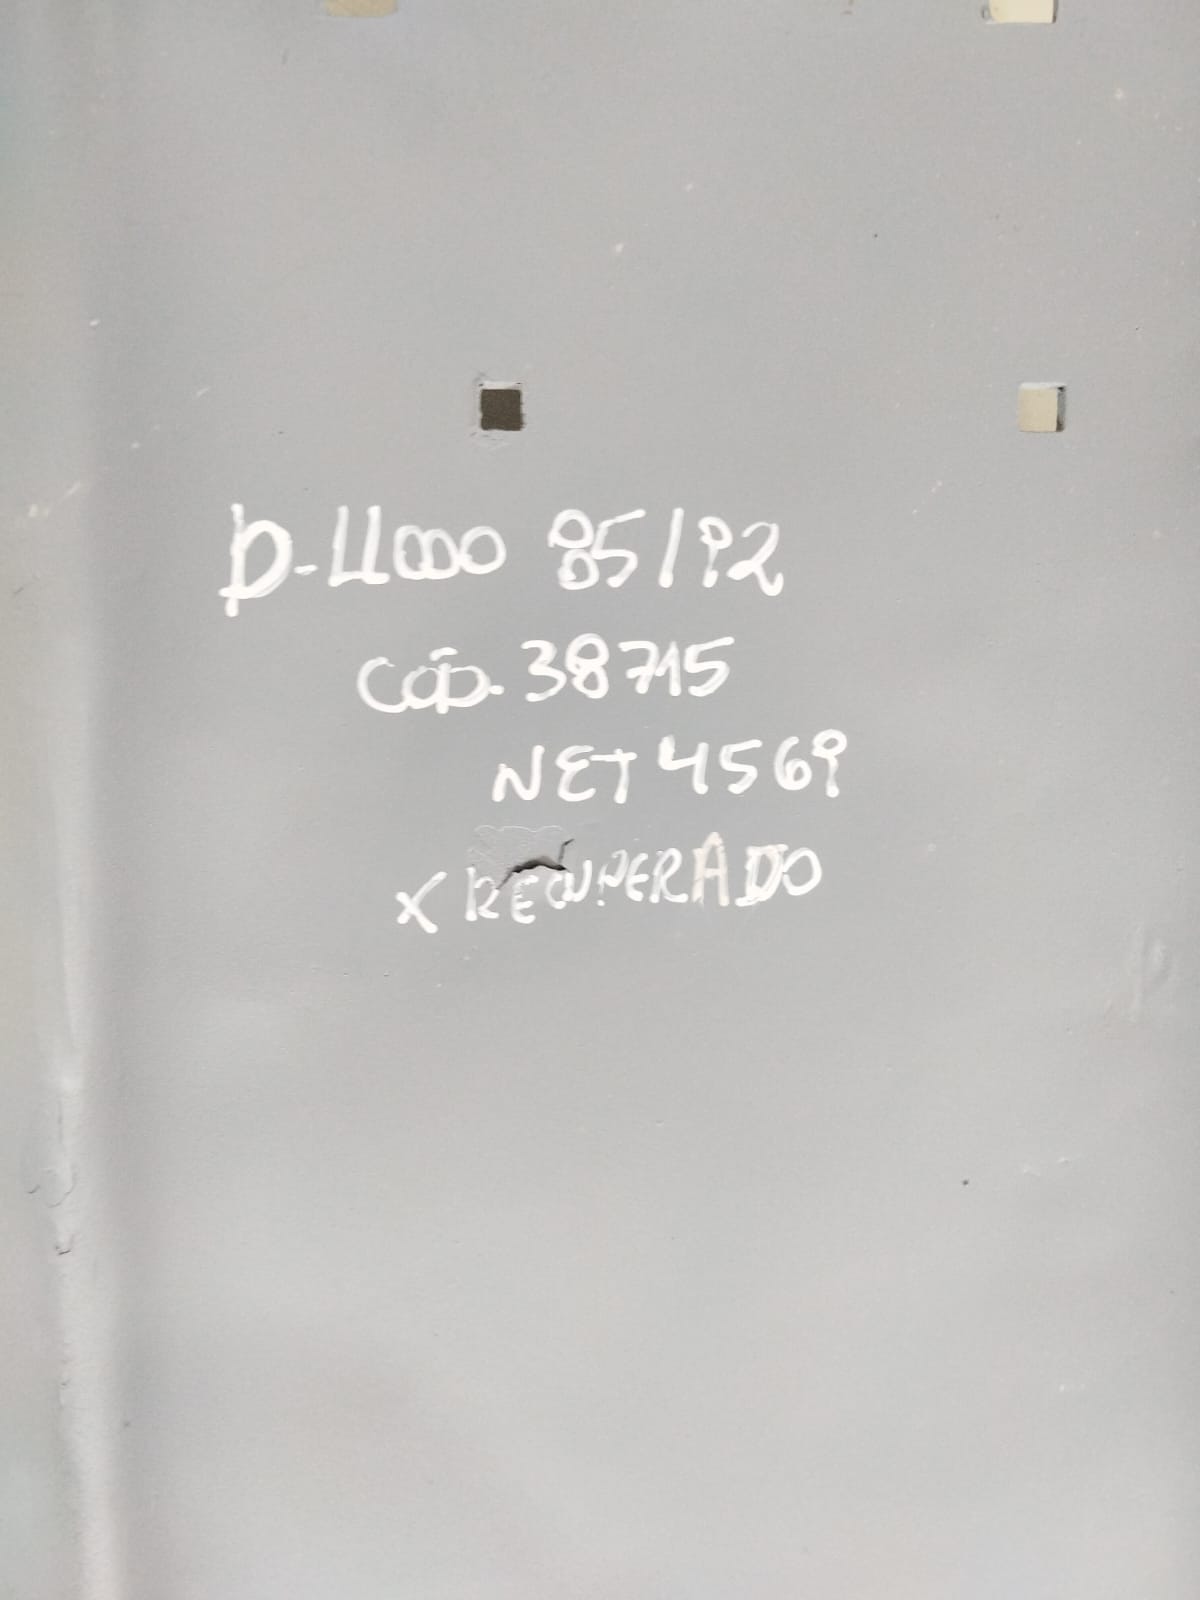 D-11000 85/92
CÓD. 38715
NET 4569
X RECUPERADO